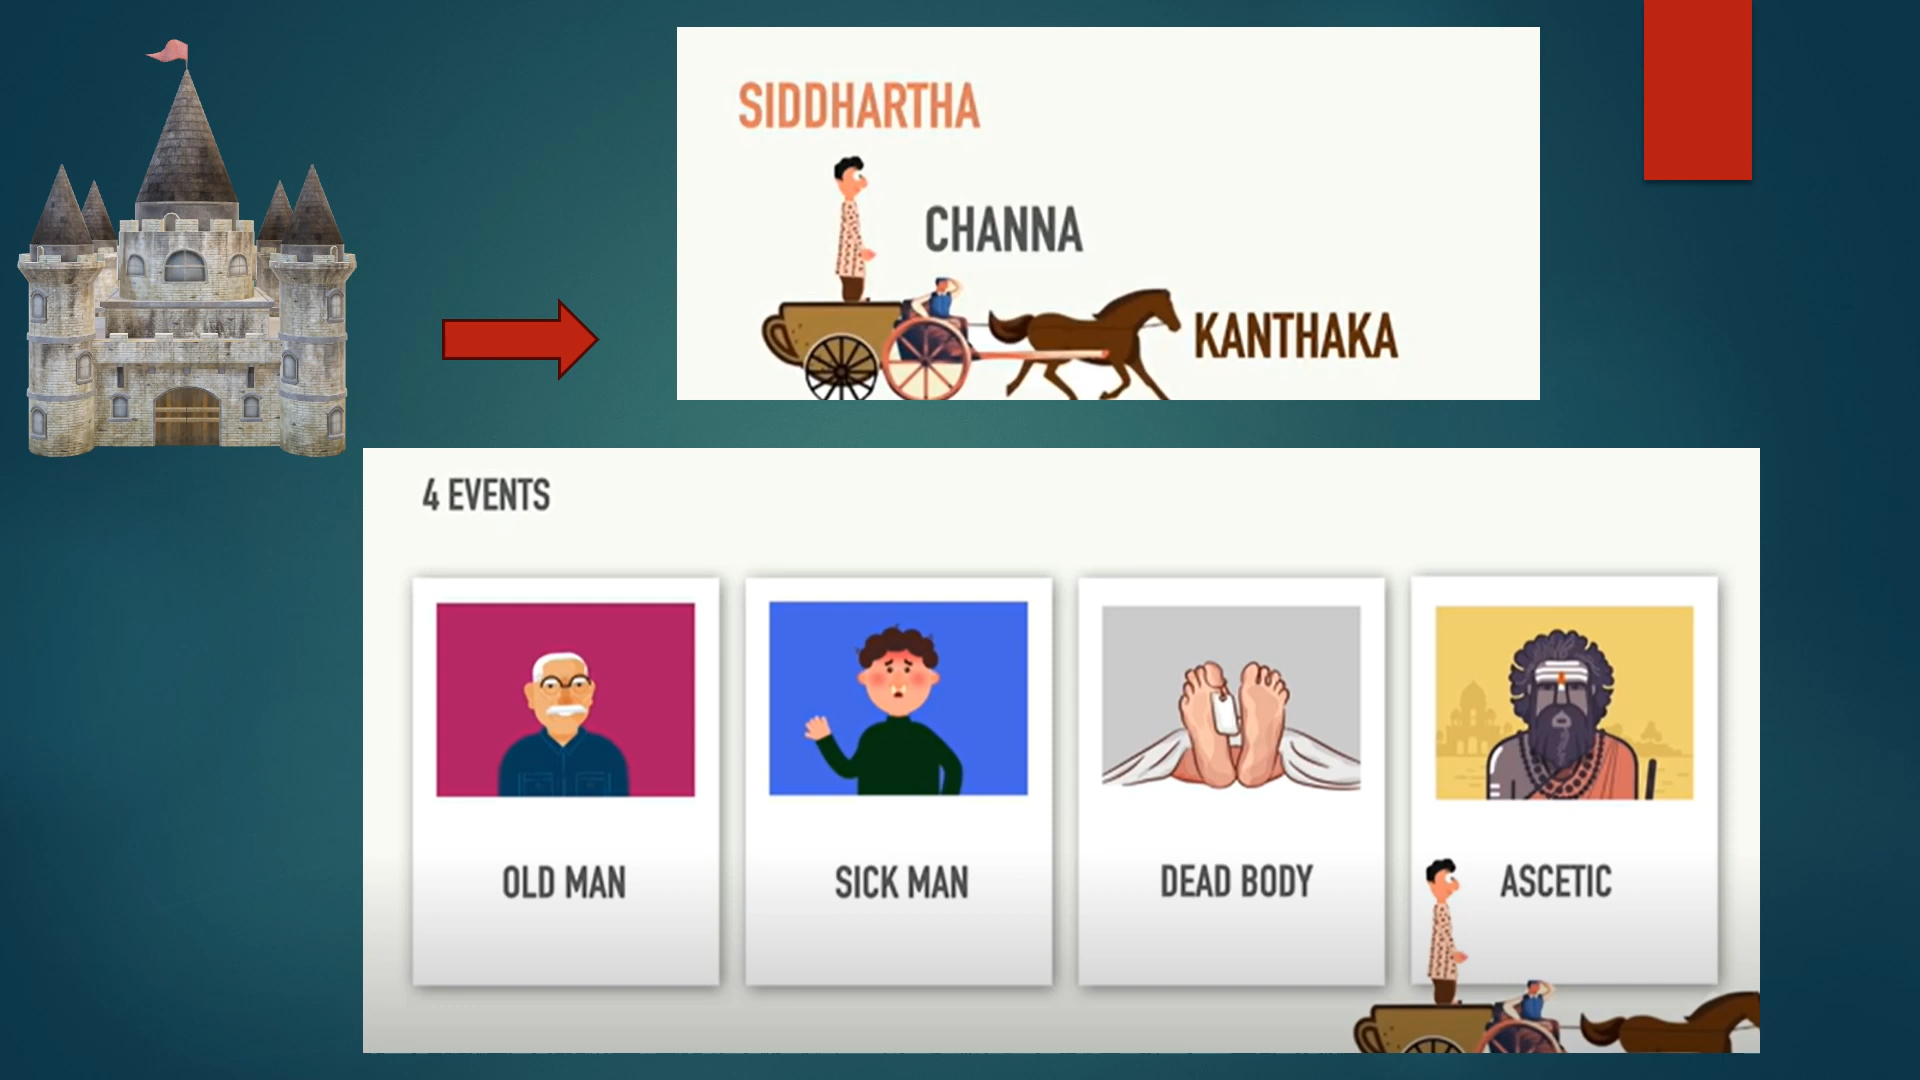 SIDDHARTHA
CHANNA
KANTHAKA
4 EVENTS
OLD MAN
SICK MAN
DEAD BODY
ASCETIC